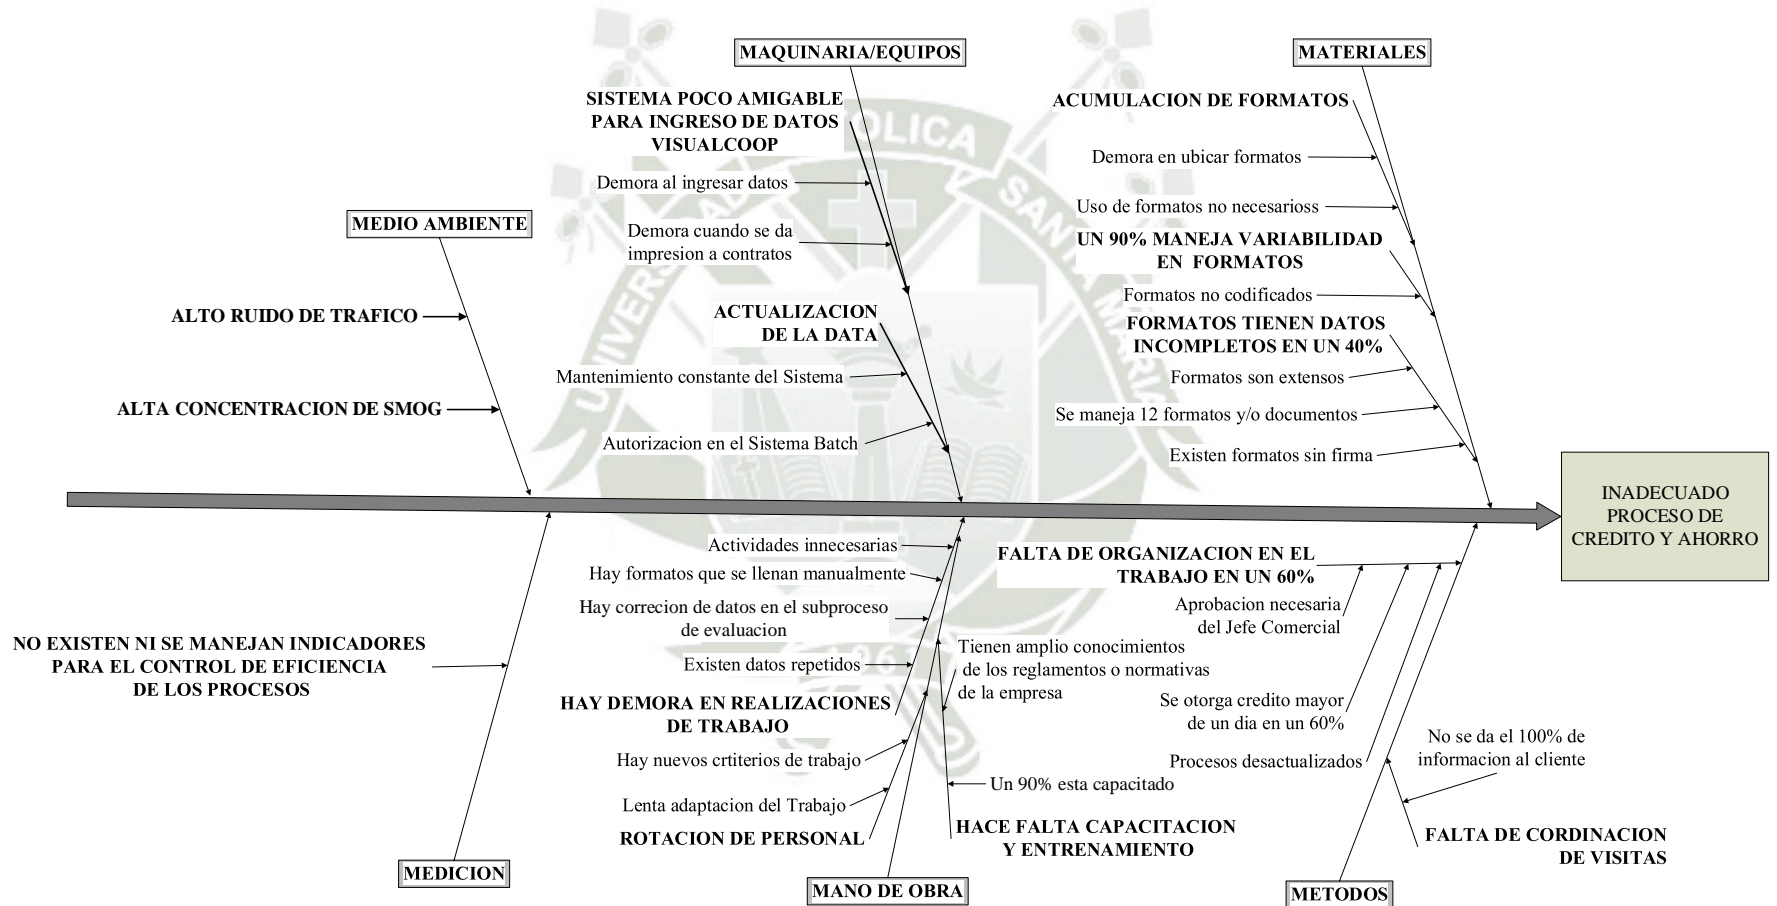 MAQUINARIA/EQUIPOS
SISTEMA POCO AMIGABLE
PARA INGRESO DE DATOS
VISUALCOOP
Demora al ingresar datos
Demora cuando se da
impresion a contratos
ACTUALIZACION
DE LA DATA
Mantenimiento constante del Sistema
Autorizacion en el Sistema Batch
MATERIALES
ACUMULACION DE FORMATOS
Demora en ubicar formatos
Uso de formatos no necesarioss
UN 90% MANEJA VARIABILIDAD
EN FORMATOS
Formatos no codificados
FORMATOS TIENEN DATOS
INCOMPLETOS EN UN 40%
Formatos son extensos
Se maneja 12 formatos y/o documentos
Existen formatos sin firma
MEDIO AMBIENTE
ALTO RUIDO DE TRAFICO
ALTA CONCENTRACION DE SMOG
INADECUADO
PROCESO DE
CREDITO Y AHORRO
NO EXISTEN NI SE MANEJAN INDICADORES
PARA EL CONTROL DE EFICIENCIA
DE LOS PROCESOS
MEDICION
Actividades innecesarias
Hay formatos que se llenan manualmente
Hay correcion de datos en el subproceso
de evaluacion
Existen datos repetidos
HAY DEMORA EN REALIZACIONES
DE TRABAJO
Hay nuevos crtiterios de trabajo
Lenta adaptacion del Trabajo
ROTACION DE PERSONAL
Tienen amplio conocimientos
de los reglamentos o normativas
de la empresa
Un 90% esta capacitado
HACE FALTA CAPACITACION
Y ENTRENAMIENTO
MANO DE OBRA
FALTA DE ORGANIZACION EN EL
TRABAJO EN UN 60%
Aprobacion necesaria
del Jefe Comercial
Se otorga credito mayor
de un dia en un 60%
Procesos desactualizados
No se da el 100% de
informacion al cliente
FALTA DE CORDINACION
DE VISITAS
METODOS